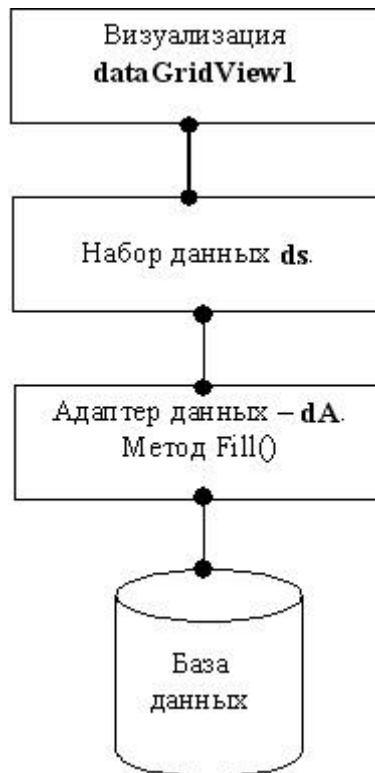 Визуализация
dataGridView1
Набор данных ds.
Адаптер данных – dA.
Метод Fill()
База
данных